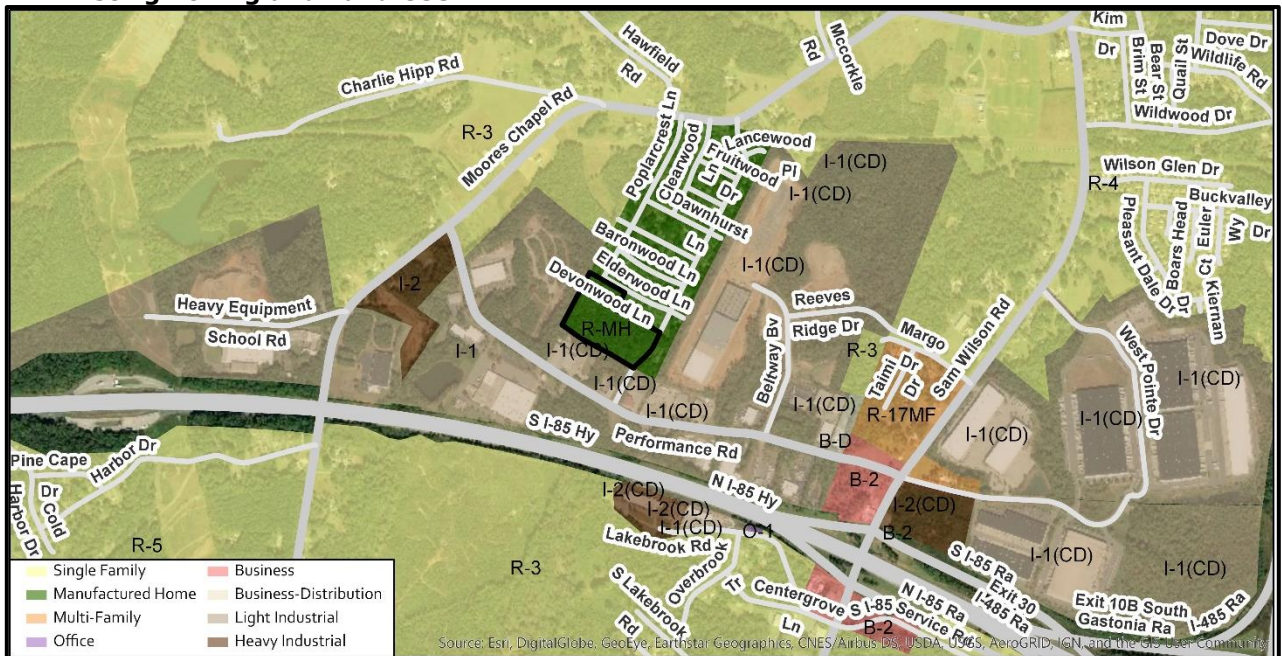 Kim
Dr
Brim St
Bear St
Quail St
Dove Dr
Wildlife Rd
Wildwood Dr
Hawfield
Rd
Mccorkle
Rd
Charlie Hipp Rd
Moores Chapel Rd
R-3
Poplarcrest Ln
Clearwood
Ln
Lancewood
Pl
Fruitwood
Dr
Dawnhurst
Ln
I-1(CD)
I-1(CD)
I-1(CD)
Wilson Glen Dr
R-4
Buckvalley
Dr
Pleasant Dale Dr
Boars Head
Dr
Euler
Ct
Wy
Kiernan
Baronwood Ln
Elderwood Ln
Devonwood Ln
R-MH
I-2
Heavy Equipment
School Rd
I-1
I-1(CD)
I-1(CD)
I-1(CD)
Beltway Bv
Reeves
Ridge Dr
Margo
Dr
R-3
Taimi
Dr
Sam Wilson Rd
R-17MF
I-1(CD)
I-1(CD)
West Pointe Dr
I-1(CD)
I-1(CD)
S I-85 Hy
Performance Rd
B-D
B-2
N I-85 Hy
I-2(CD)
I-2(CD)
I-1(CD)
O-1
I-2(CD)
B-2
Pine Cape
Dr
Harbor Dr
Cold
Harbor Dr
R-5
R-3
Lakebrook Rd
Overbrook
Tr
S Lakebrook
Rd
Centergrove
Ln
S I-85 Service Rd
B-2
N I-85 Ra
I-485 Ra
S I-85 Ra
Exit 30
I-1(CD)
I-1(CD)
Exit 10B South
Gastonia Ra
I-485 Ra
Single Family
Manufactured Home
Multi-Family
Office
Business
Business-Distribution
Light Industrial
Heavy Industrial
Source: Esri, DigitalGlobe, GeoEye, Earthstar Geographics, CNES/Airbus DS, USDA, USGS, AeroGRID, IGN, and the GIS User Community